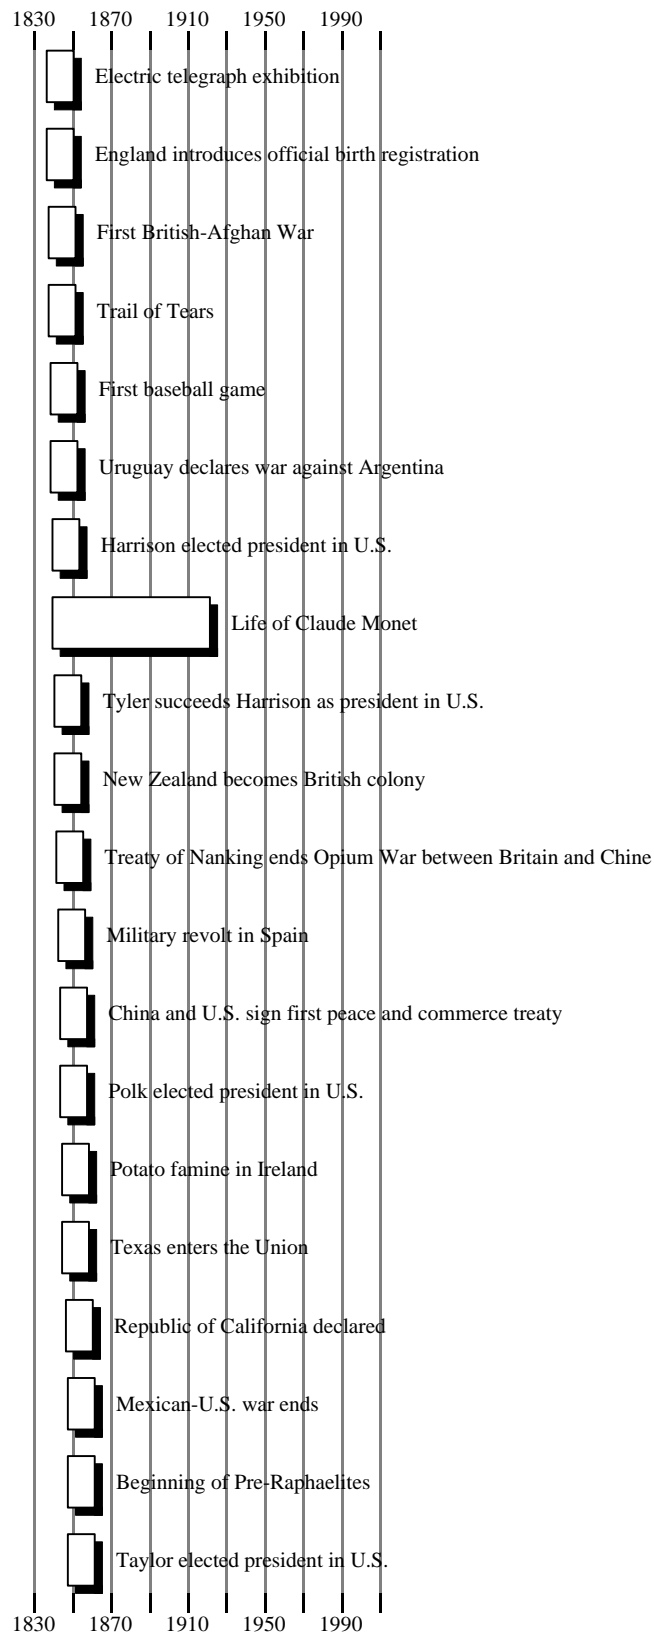 1830 1870 1910 1950 1990
Electric telegraph exhibition
England introduces official birth registration
First British-Afghan War
Trail of Tears
First baseball game
Uruguay declares war against Argentina
Harrison elected president in U.S.
Life of Claude Monet
Tyler succeeds Harrison as president in U.S.
New Zealand becomes British colony
Treaty of Nanking ends Opium War between Britain and Chine
Military revolt in Spain
China and U.S. sign first peace and commerce treaty
Polk elected president in U.S.
Potato famine in Ireland
Texas enters the Union
Republic of California declared
Mexican-U.S. war ends
Beginning of Pre-Raphaelites
Taylor elected president in U.S.
1830 1870 1910 1950 1990